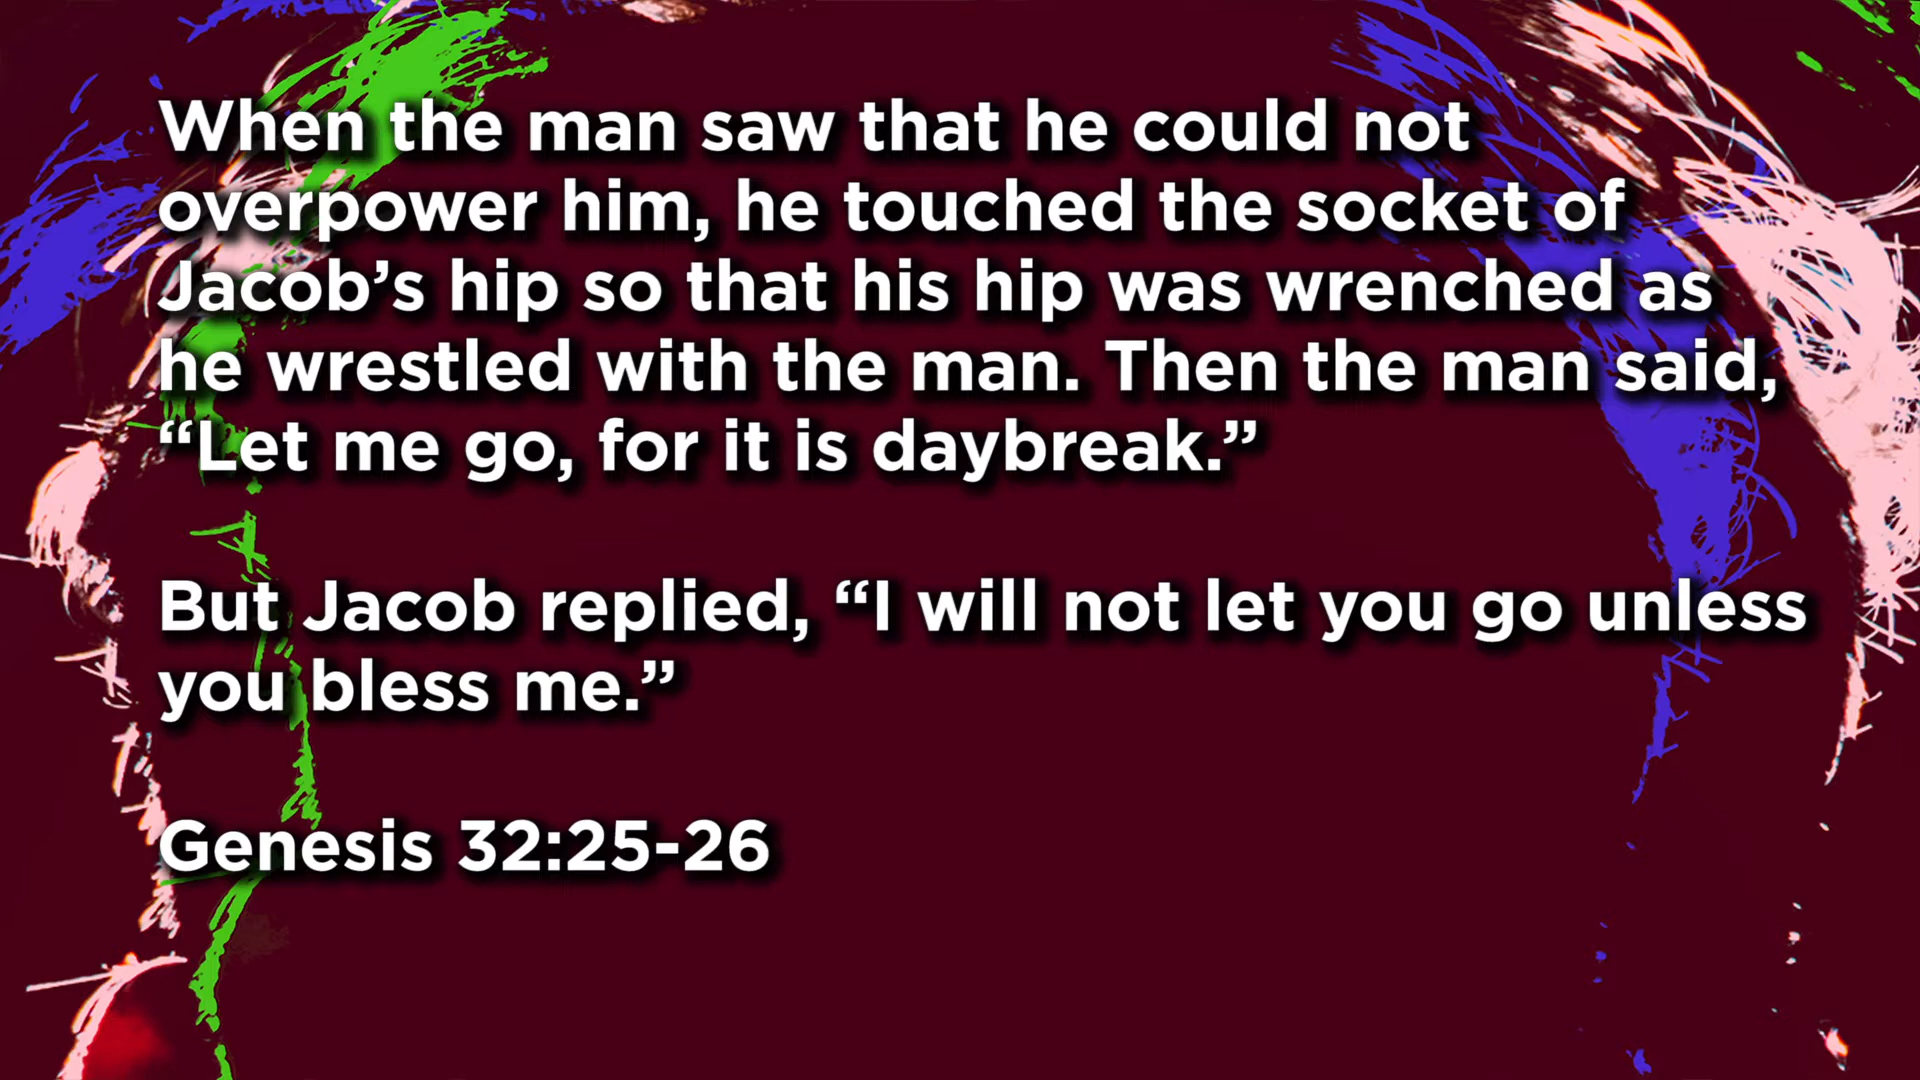 When the man saw that he could not
overpower him, he touched the socket of
Jacob’s hip so that his hip was wrenched as
he wrestled with the man. Then the man said,
“Let me go, for it is daybreak.”
But Jacob replied, “I will not let you go unless
you bless me.”
Genesis 32:25-26